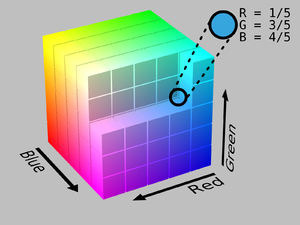 R = 1/5
G = 3/5
B = 4/5
Green
Blue
Red